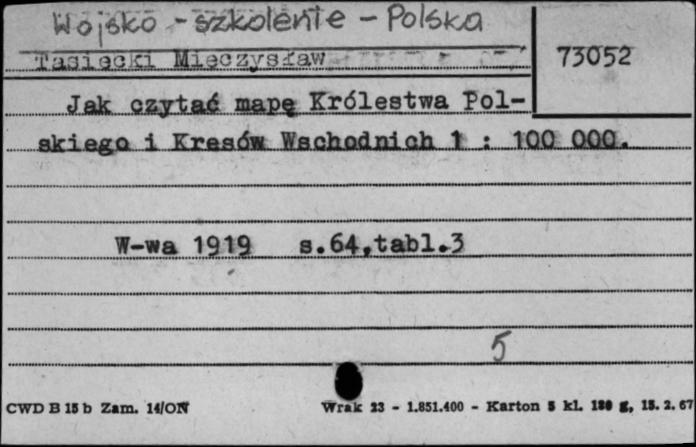 Wojsko - szkolenie - Polska
Tasiecki Mieczysław
73052
Jak czytać mapę Królestwa Pol-
skiego i Kresów Wschodnich 1 : 100 000.
W-wa 1919 s.64,tabl.3
5
CWD B 15 b Zam. 14/ON Wrak 23 - 1.851.400 - Karton 5 kl. 180 g, 15. 2. 67